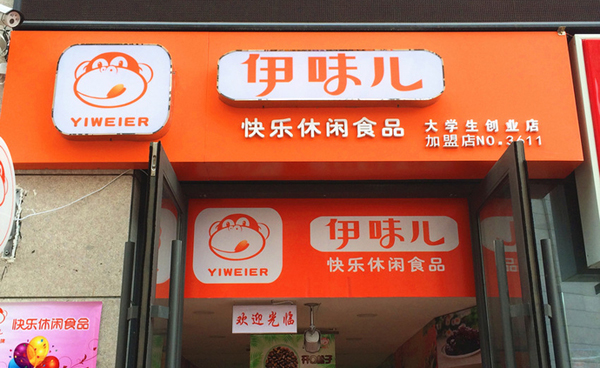 伊味儿
YIWEIER
快乐休闲食品
大学生创业店
加盟店NO.3611
伊味儿
YIWEIER
快乐休闲食品
欢迎光临
快乐休闲食品